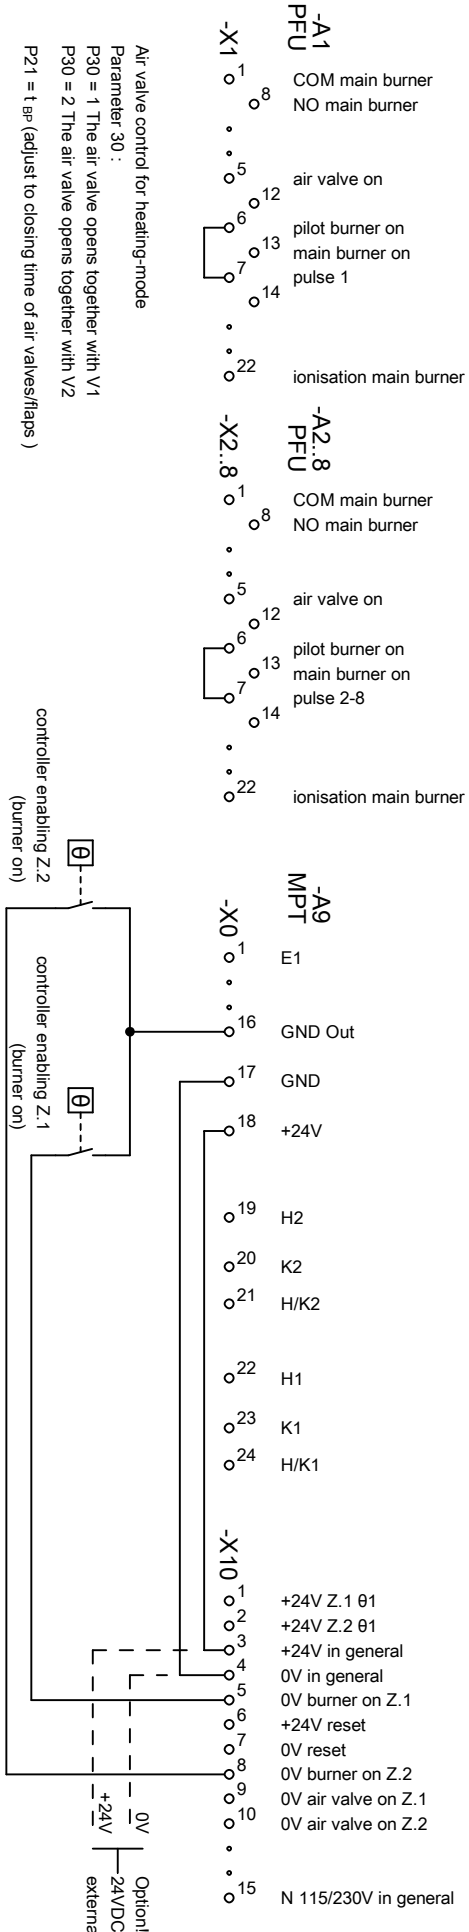 -A1
PFU
-X1
1 COM main burner
8 NO main burner
5 air valve on
12
6 pilot burner on
13 main burner on
7 pulse 1
14
22 ionisation main burner
Air valve control for heating-mode
Parameter 30 :
P30 = 1 The air valve opens together with V1
P30 = 2 The air valve opens together with V2
P21 = t BP (adjust to closing time of air valves/flaps )
-A2..8
PFU
-X2..8
1 COM main burner
8 NO main burner
5 air valve on
12
6 pilot burner on
13 main burner on
7 pulse 2-8
14
22 ionisation main burner
controller enabling Z.2
(burner on)
θ
controller enabling Z.1
(burner on)
θ
-A9
MPT
-X0
1 E1
16 GND Out
17 GND
18 +24V
19 H2
20 K2
21 H/K2
22 H1
23 K1
24 H/K1
-X10
1 +24V Z.1 θ1
2 +24V Z.2 θ1
3 +24V in general
4 0V in general
5 0V burner on Z.1
6 +24V reset
7 0V reset
8 0V burner on Z.2
9 0V air valve on Z.1
10 0V air valve on Z.2
15 N 115/230V in general
0V
+24V
Option!
24VDC
externa